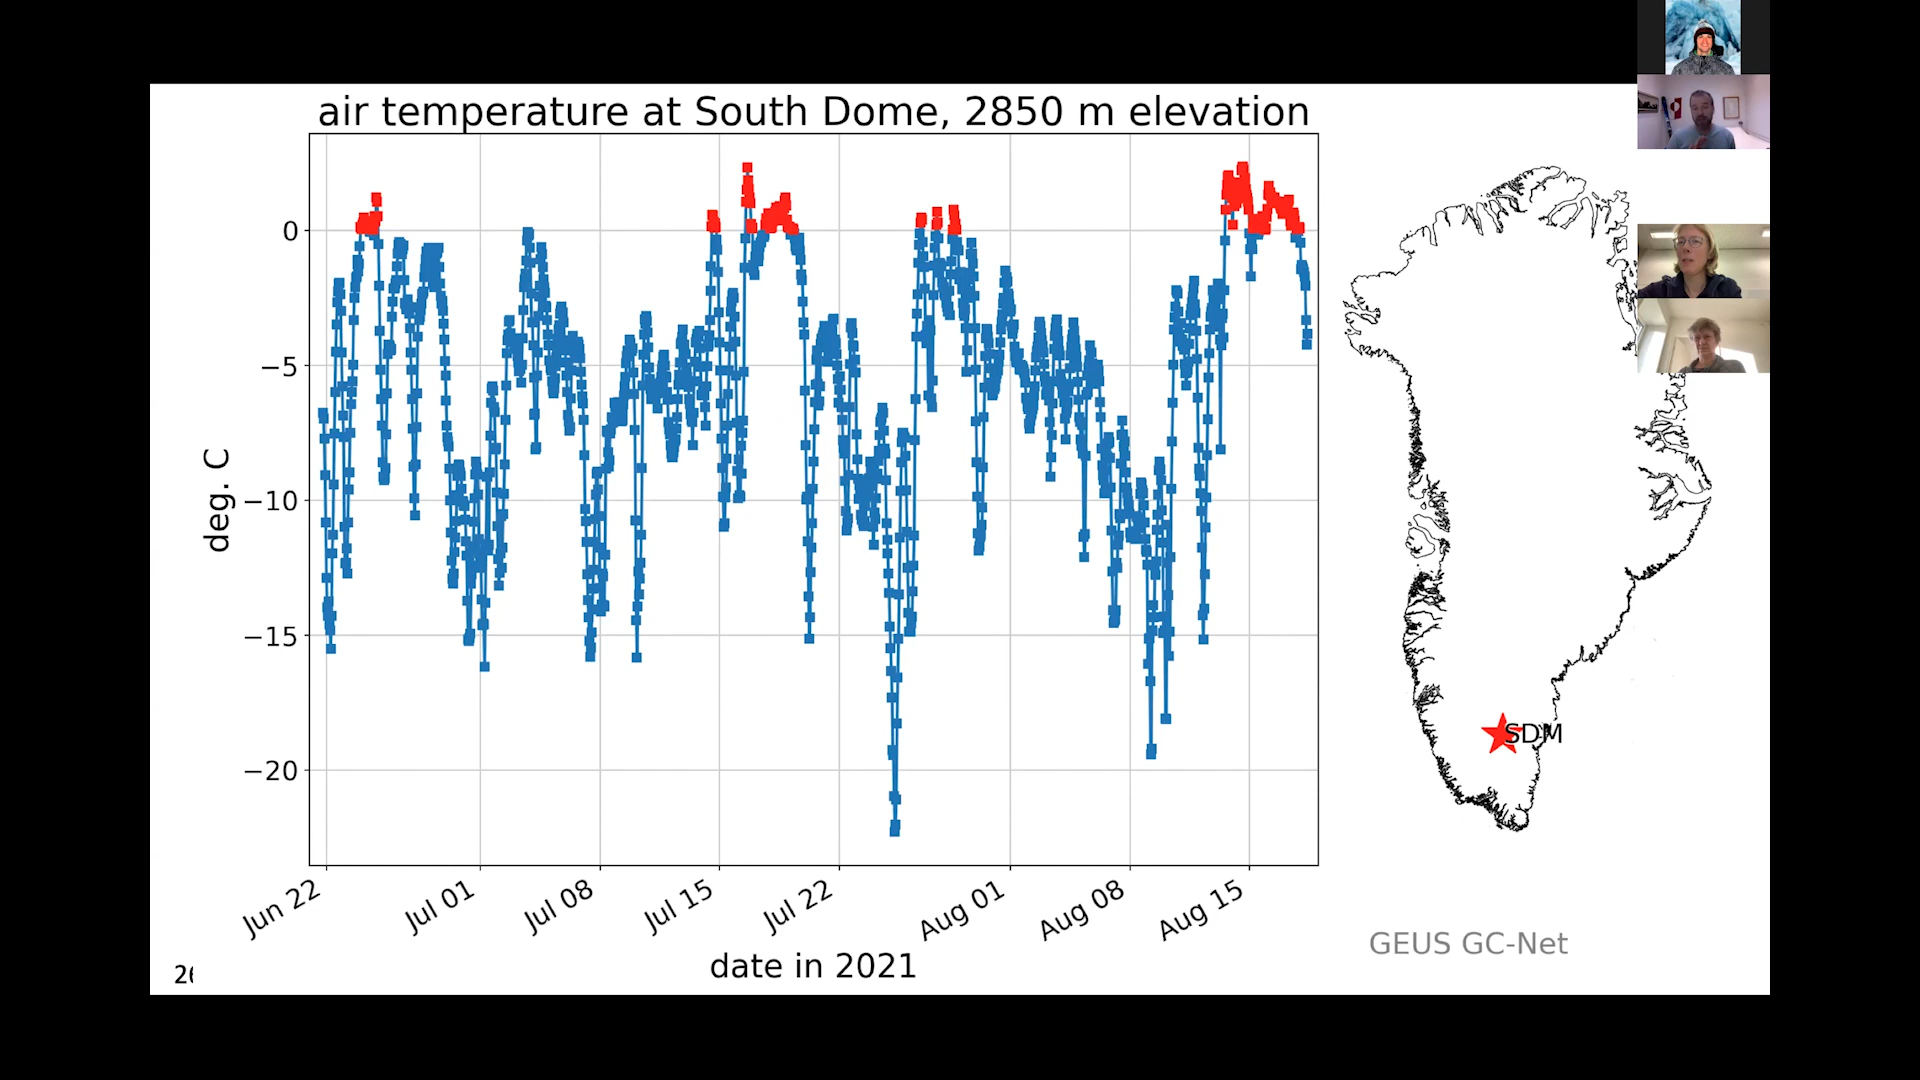 air temperature at South Dome, 2850 m elevation
0
−5
−10
−15
−20
deg. C
Jun 22
Jul 01
Jul 08
Jul 15
Jul 22
Aug 01
Aug 08
Aug 15
date in 2021
SDM
GEUS GC-Net